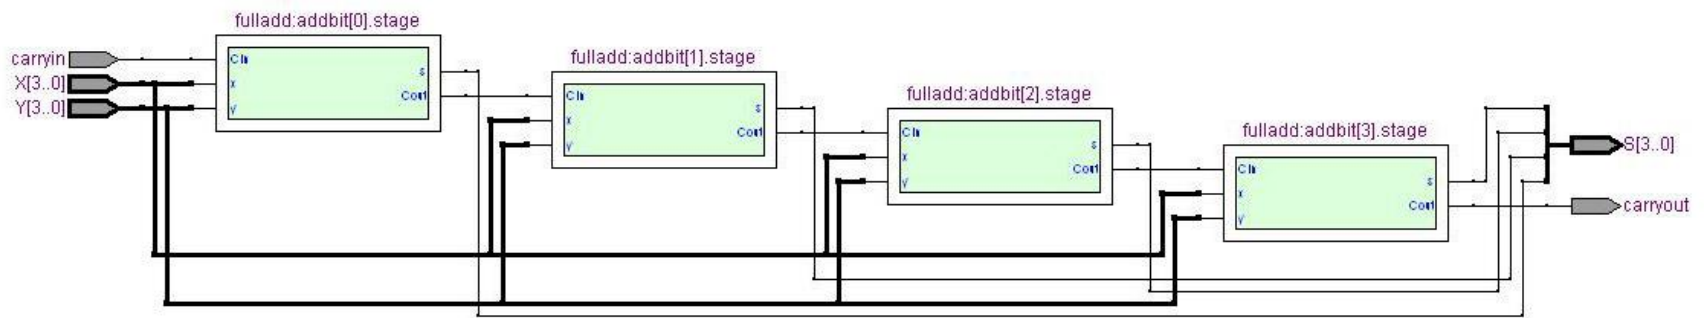 fulladd:addbit[0].stage
carryin
X[3..0]
Y[3..0]
Cin
x
y
s
Cout
fulladd:addbit[1].stage
Cin
x
y
s
Cout
fulladd:addbit[2].stage
Cin
x
y
s
Cout
fulladd:addbit[3].stage
Cin
x
y
s
Cout
S[3..0]
carryout